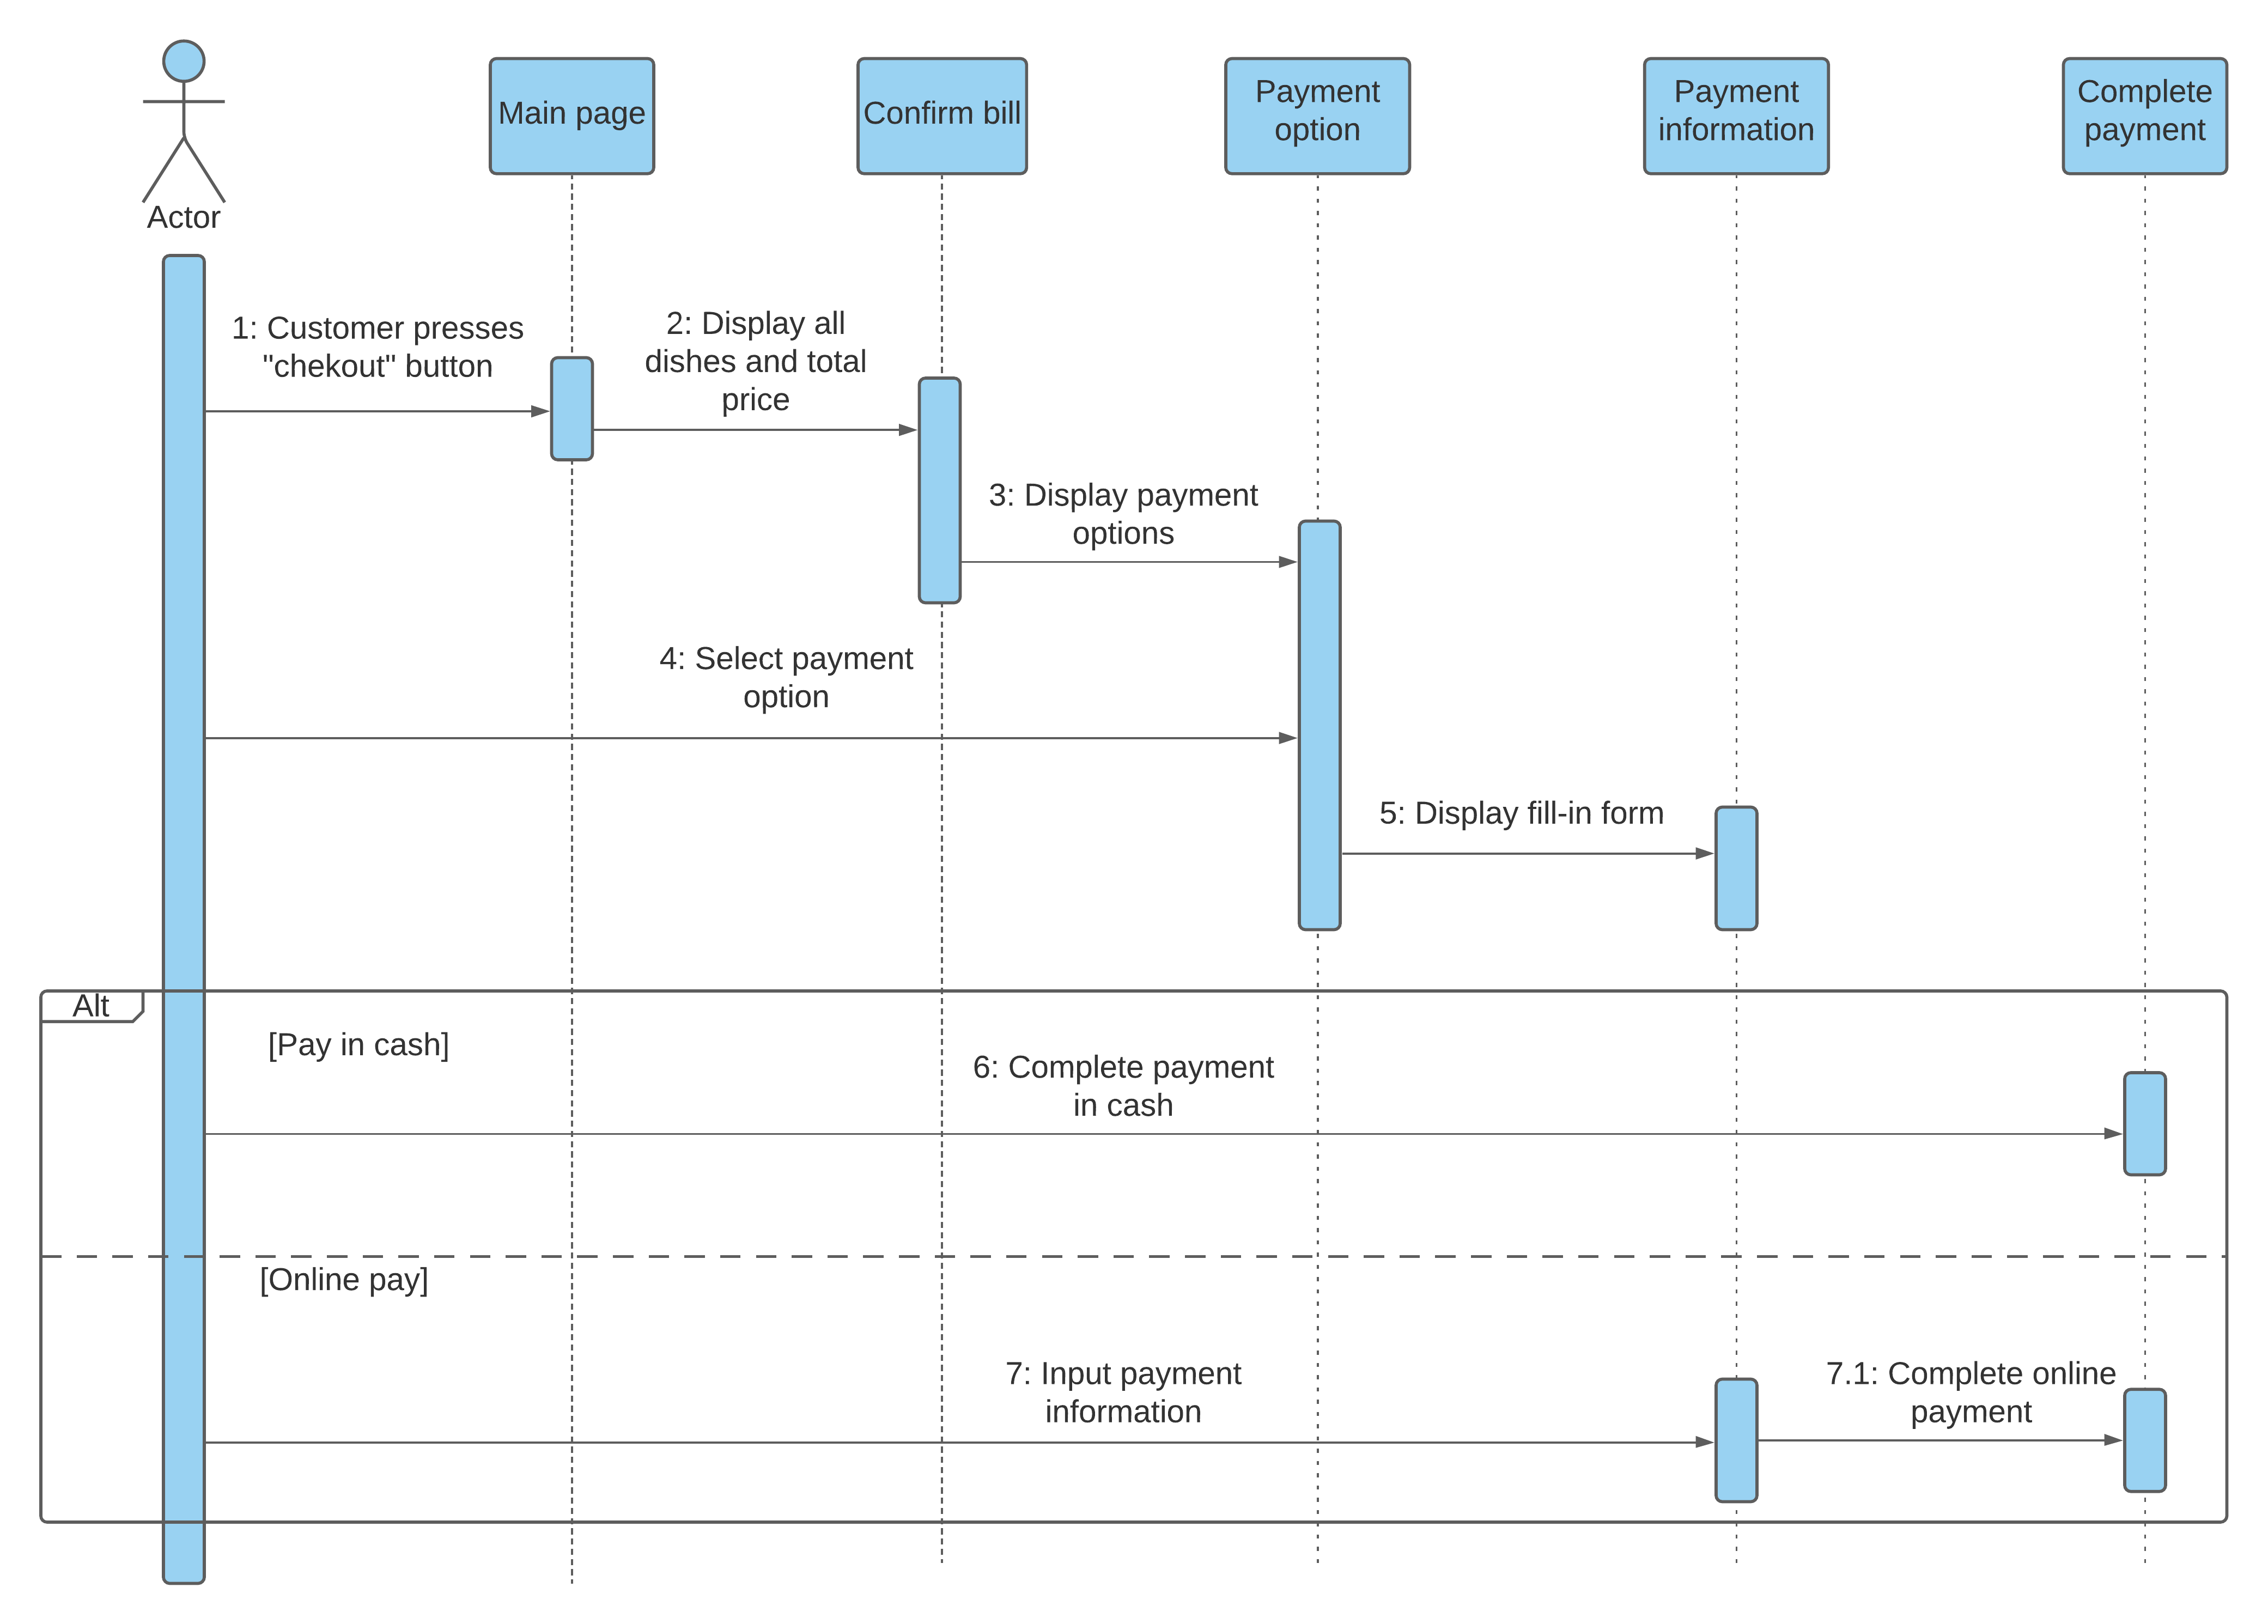 Actor
Main page
Confirm bill
Payment
option
Payment
information
Complete
payment
1: Customer presses
"chekout" button
2: Display all
dishes and total
price
3: Display payment
options
4: Select payment
option
5: Display fill-in form
Alt
[Pay in cash]
6: Complete payment
in cash
[Online pay]
7: Input payment
information
7.1: Complete online
payment